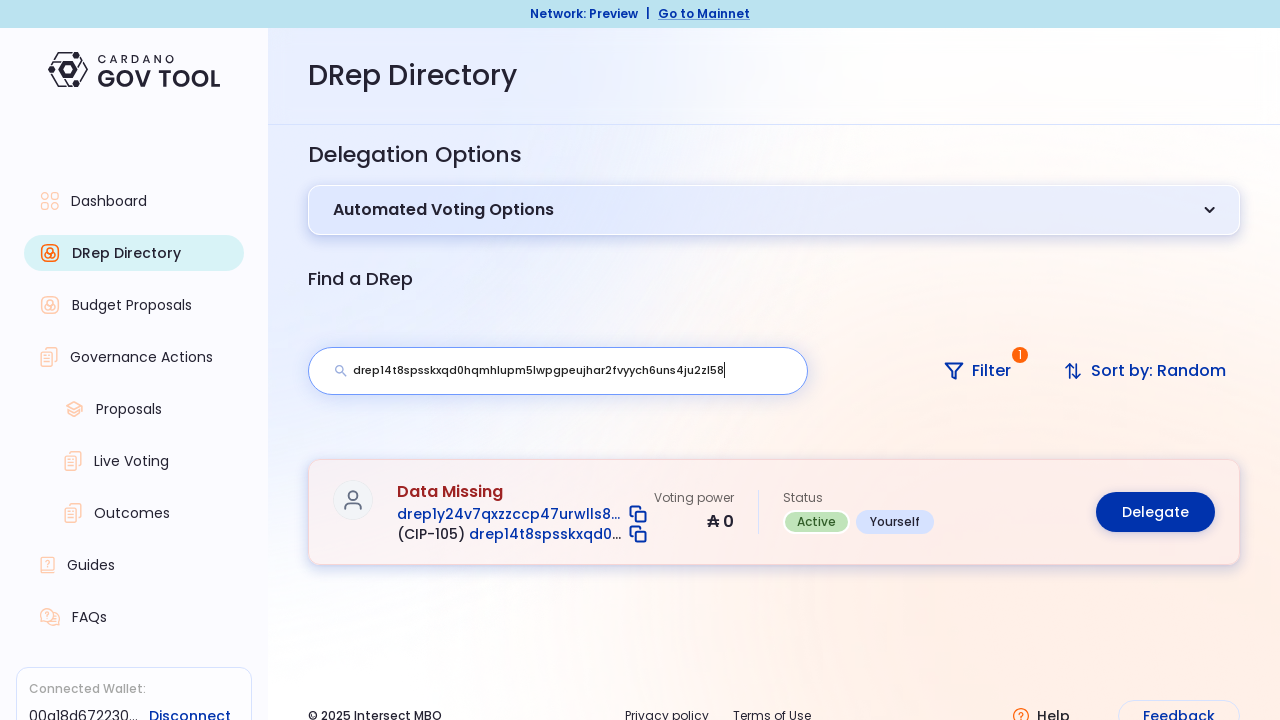 Network: Preview | Go to Mainnet
CARDANO
GOV TOOL
DRep Directory
Delegation Options
Dashboard
Automated Voting Options
DRep Directory
Find a DRep
Budget Proposals
Governance Actions
drep14t8spsskxqd0hqmhlupm5lwpgpeujhar2fvyych6uns4ju2zl58
1
Filter
Sort by: Random
Proposals
Live Voting
Outcomes
Guides
FAQs
Data Missing
drep1y24v7qxzzccp47urwlls8...
(CIP-105) drep14t8spsskxqd0...
Voting power
₳ 0
Status
Active
Yourself
Delegate
Connected Wallet:
00a18d672230... Disconnect
© 2025 Intersect MBO
Privacy policy
Terms of Use
Help
Feedback